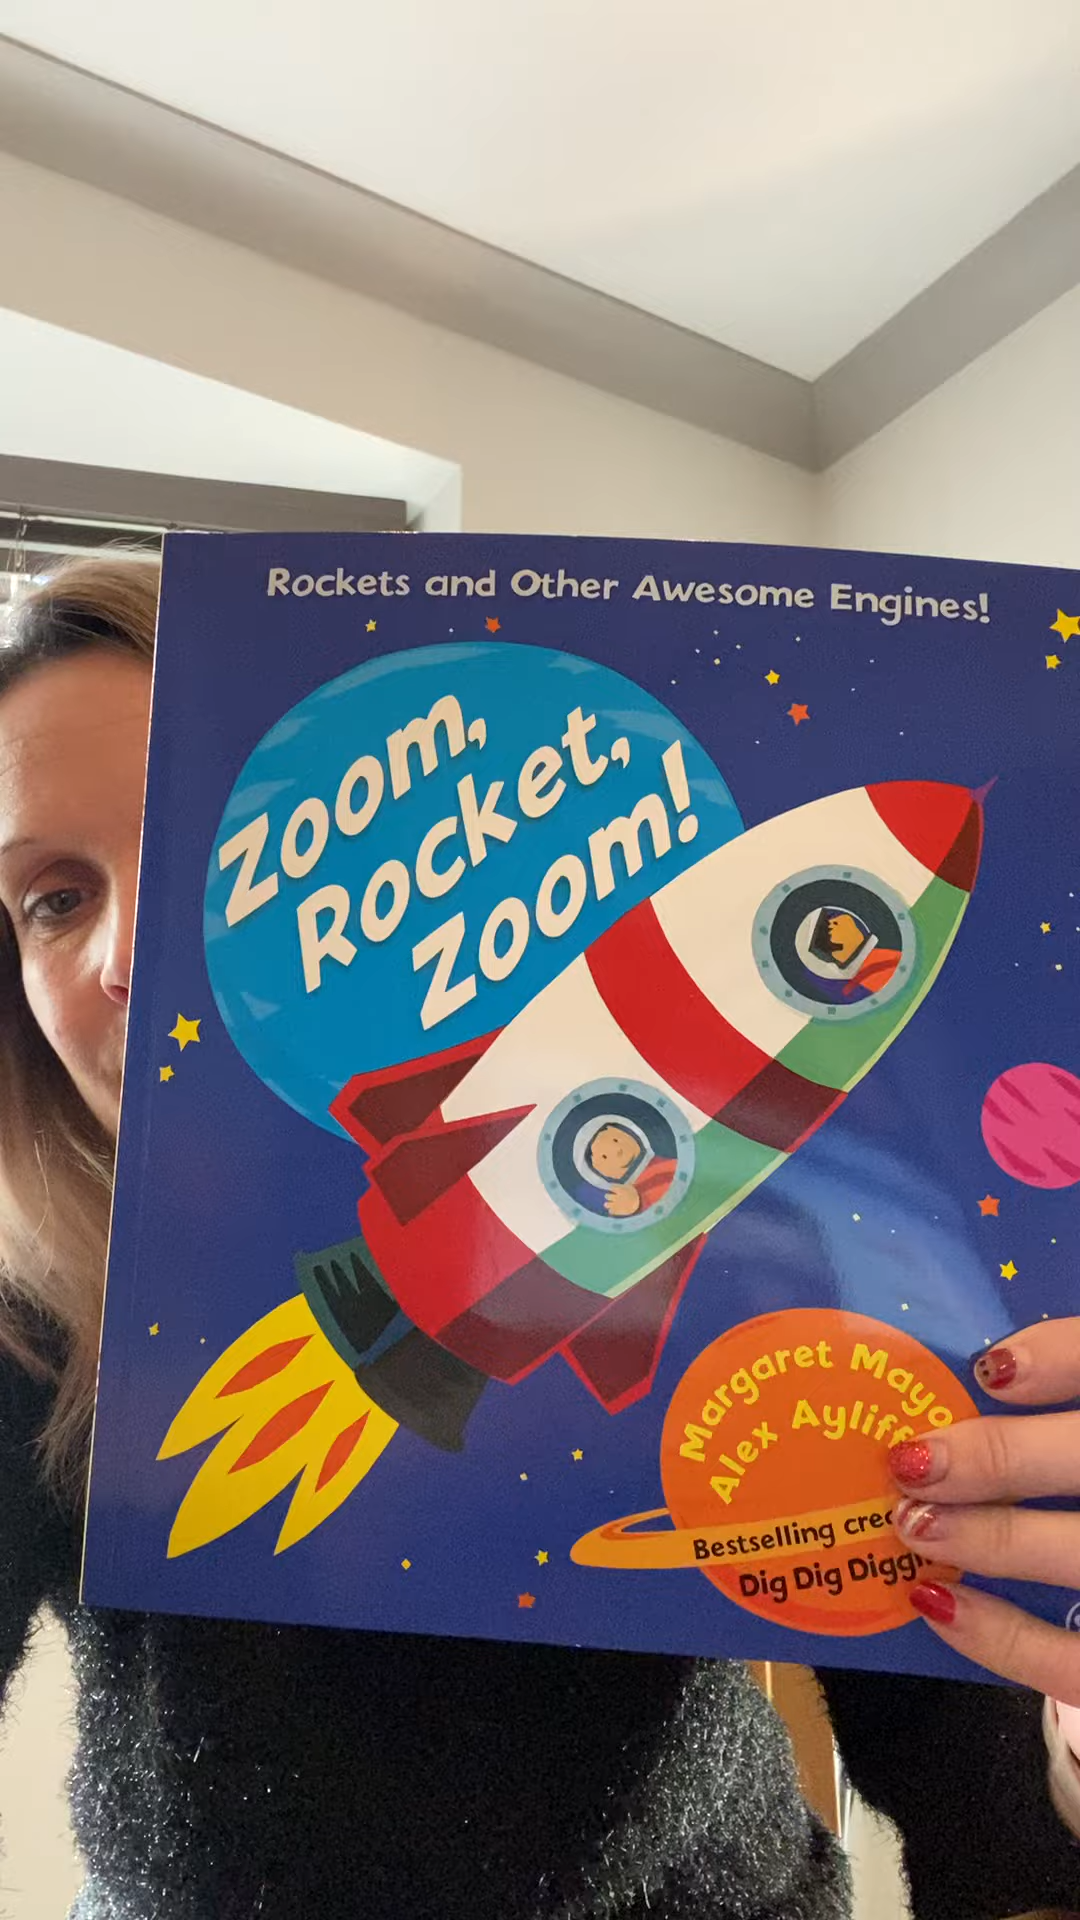 Rockets and Other Awesome Engines!
Zoom,
Rocket,
Zoom!
Margaret Mayo
Alex Ayliff
Bestselling crea
Dig Dig Diggi